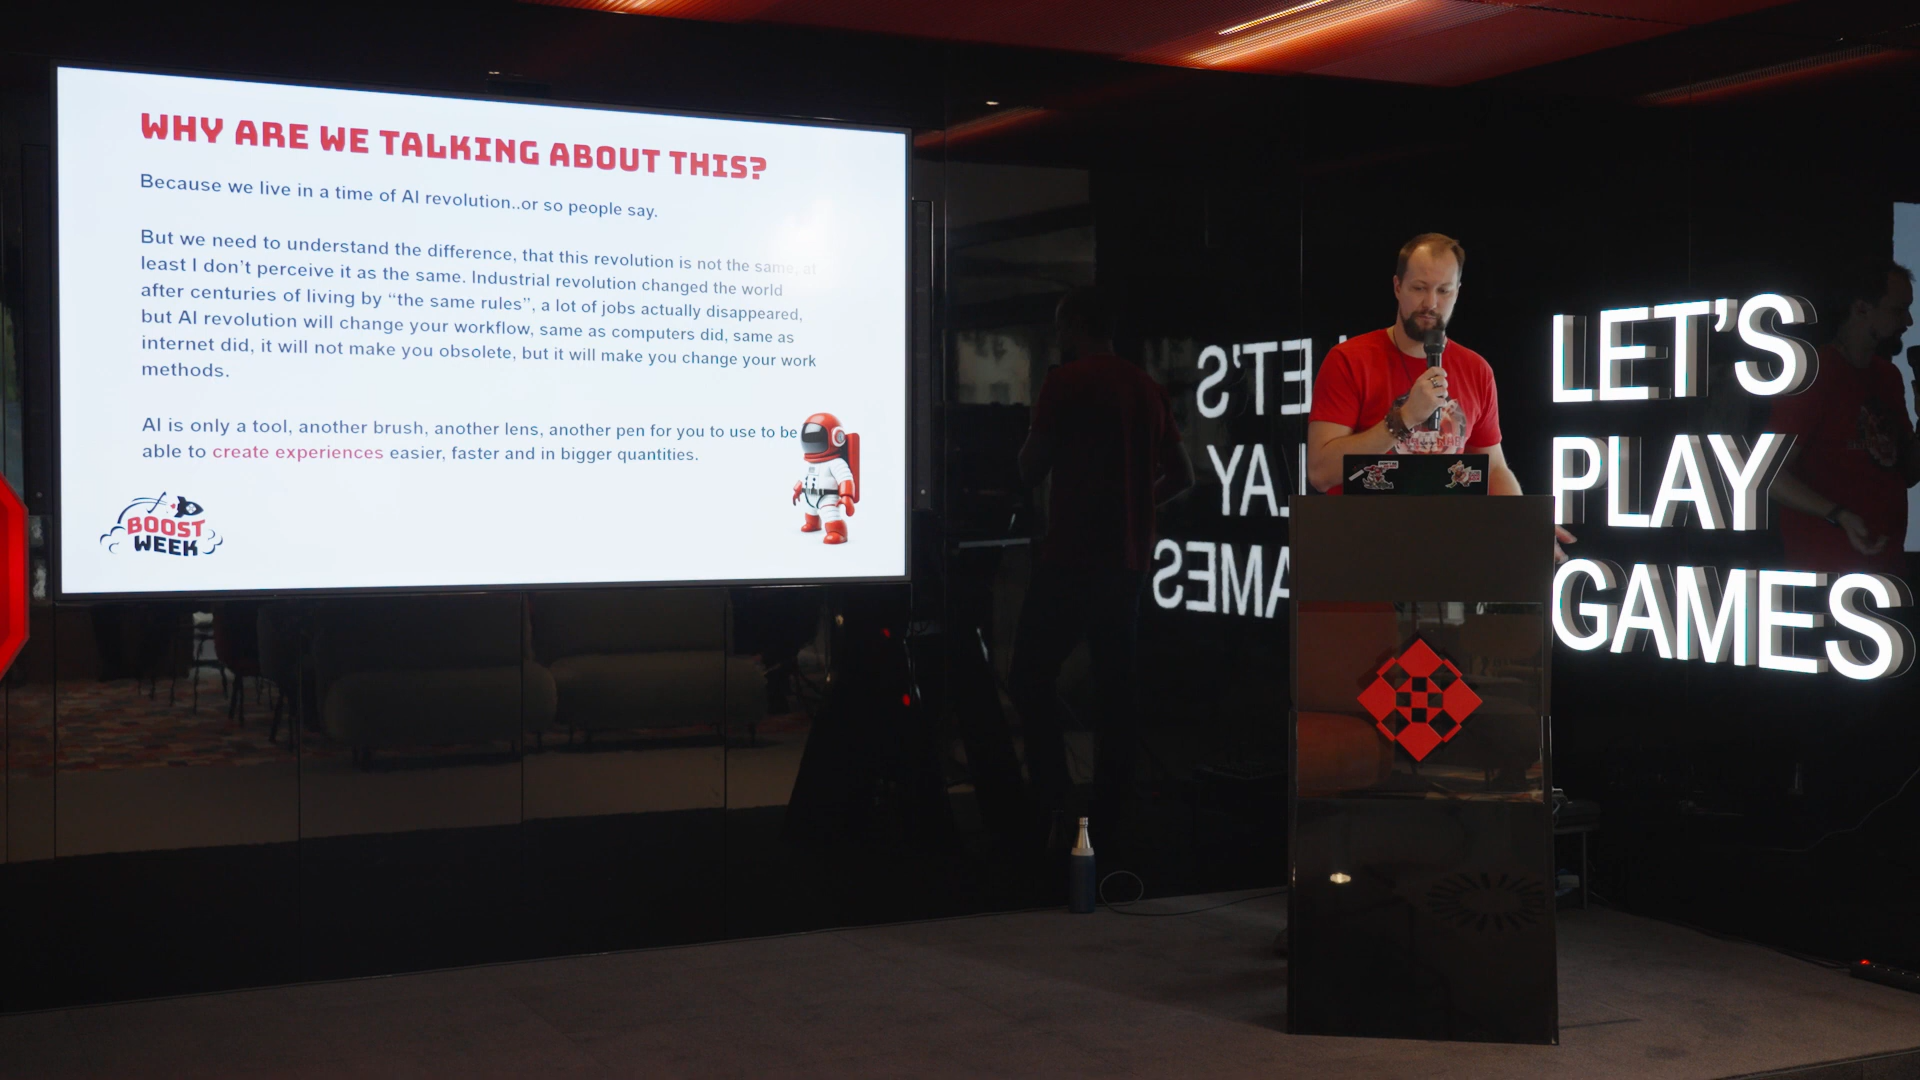 WHY ARE WE TALKING ABOUT THIS?
Because we live in a time of AI revolution..or so people say.
But we need to understand the difference, that this revolution is not the same, at
least I don't perceive it as the same. Industrial revolution changed the world
after centuries of living by “the same rules”, a lot of jobs actually disappeared,
but AI revolution will change your workflow, same as computers did, same as
internet did, it will not make you obsolete, but it will make you change your work
methods.
AI is only a tool, another brush, another lens, another pen for you to use to be
able to create experiences easier, faster and in bigger quantities.
BOOST
WEEK
LET'S
PLAY
GAMES